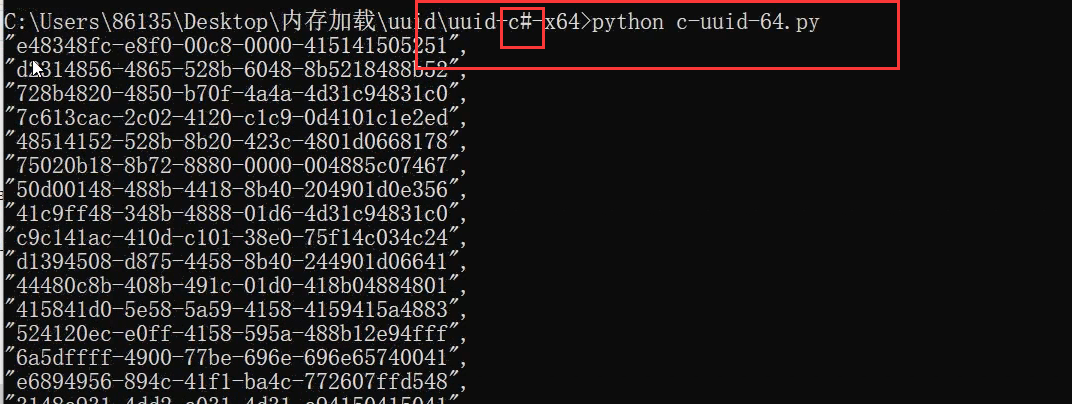 C:\Users\86135\Desktop\内存加载\uuid\uuid-c#-x64>python c-uuid-64.py
"e48348fc-e8f0-00c8-0000-415141505251",
"d2314856-4865-528b-6048-8b5218488b52",
"728b4820-4850-b70f-4a4a-4d31c94831c0",
"7c613cac-2c02-4120-c1c9-0d4101c1e2ed",
"48514152-528b-8b20-423c-4801d0668178",
"75020b18-8b72-8880-0000-004885c07467",
"50d00148-488b-4418-8b40-204901d0e356",
"41c9ff48-348b-4888-01d6-4d31c94831c0",
"c9c141ac-410d-c101-38e0-75f14c034c24",
"d1394508-d875-4458-8b40-244901d06641",
"44480c8b-408b-491c-01d0-418b04884801",
"415841d0-5e58-5a59-4158-4159415a4883",
"524120ec-e0ff-4158-595a-488b12e94fff",
"6a5dffff-4900-77be-696e-696e65740041",
"e6894956-894c-41f1-ba4c-772607ffd548",